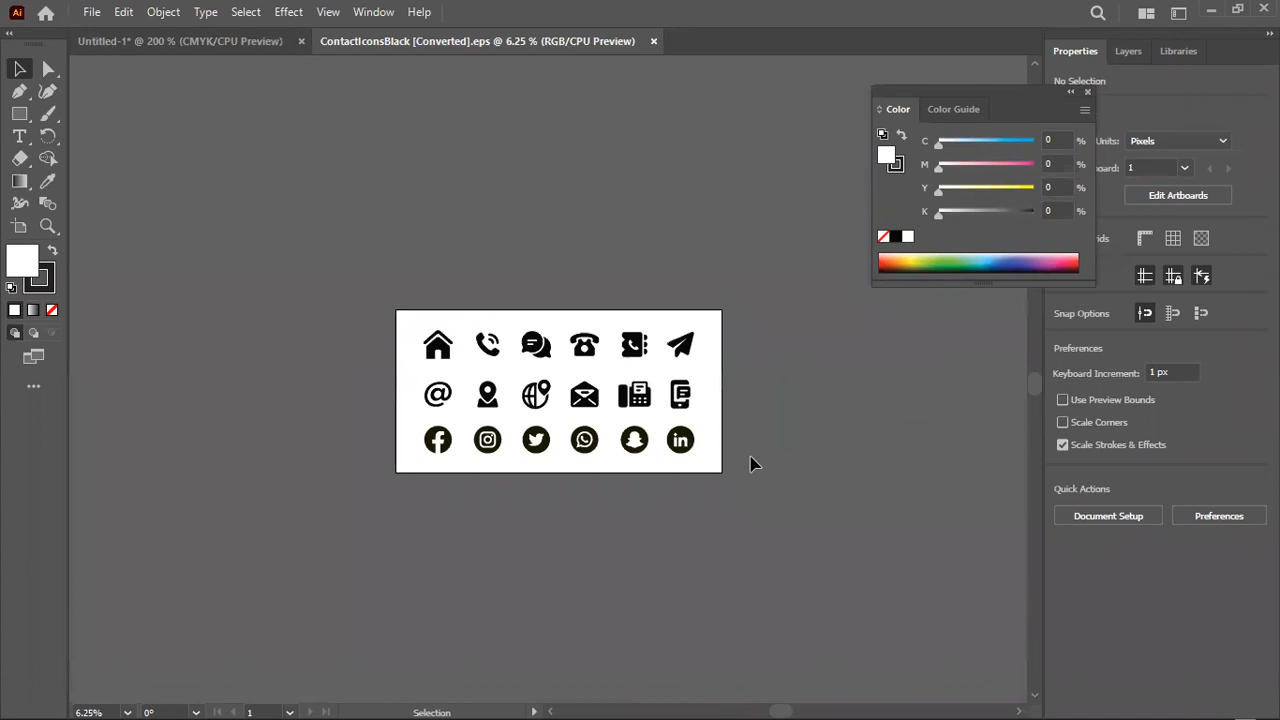 Ai File Edit Object Type Select Effect View Window Help
Untitled-1* @ 200 % (CMYK/CPU Preview)
ContactIconsBlack [Converted].eps @ 6.25 % (RGB/CPU Preview)
Properties Layers Libraries
No Selection
Color Color Guide
C 0 %
Units: Pixels
M 0 %
board: 1
Y 0 %
Edit Artboards
K 0 %
ids
Snap Options
Preferences
Keyboard Increment: 1 px
Use Preview Bounds
Scale Corners
Scale Strokes & Effects
Quick Actions
Document Setup Preferences
@
f in
T
6.25% 0° 1 Selection